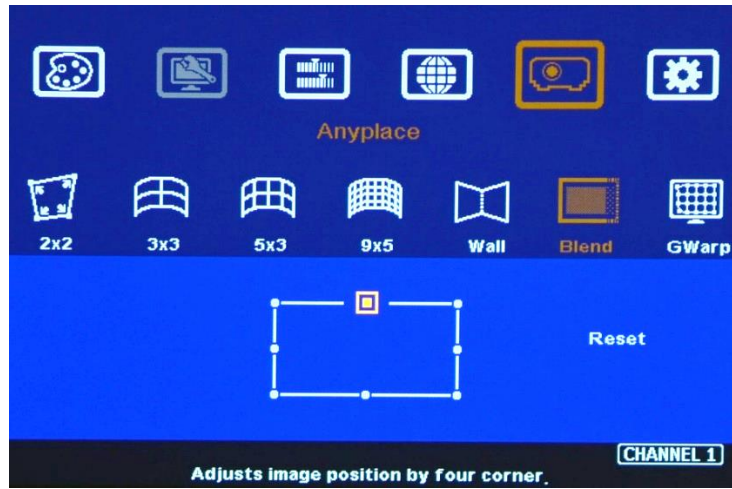 Anyplace
2x2 3x3 5x3 9x5 Wall Blend GWarp
Reset
CHANNEL 1
Adjusts image position by four corner.